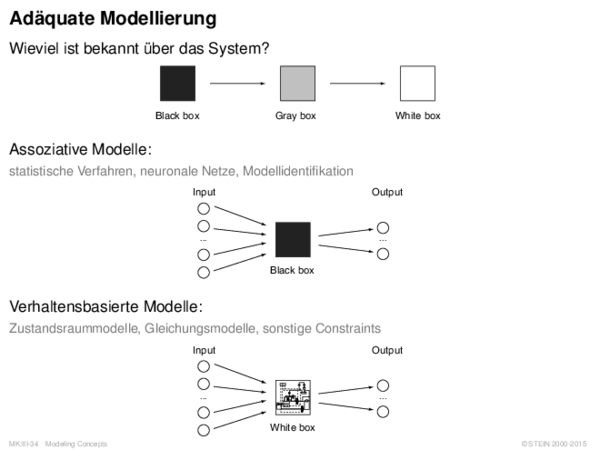 Adäquate Modellierung
Wieviel ist bekannt über das System?
Black box Gray box White box
Assoziative Modelle:
statistische Verfahren, neuronale Netze, Modellidentifikation
Input Output
... ...
Black box
Verhaltensbasierte Modelle:
Zustandsraummodelle, Gleichungsmodelle, sonstige Constraints
Input Output
... ...
White box
MK:III-34 Modeling Concepts © STEIN 2000-2015